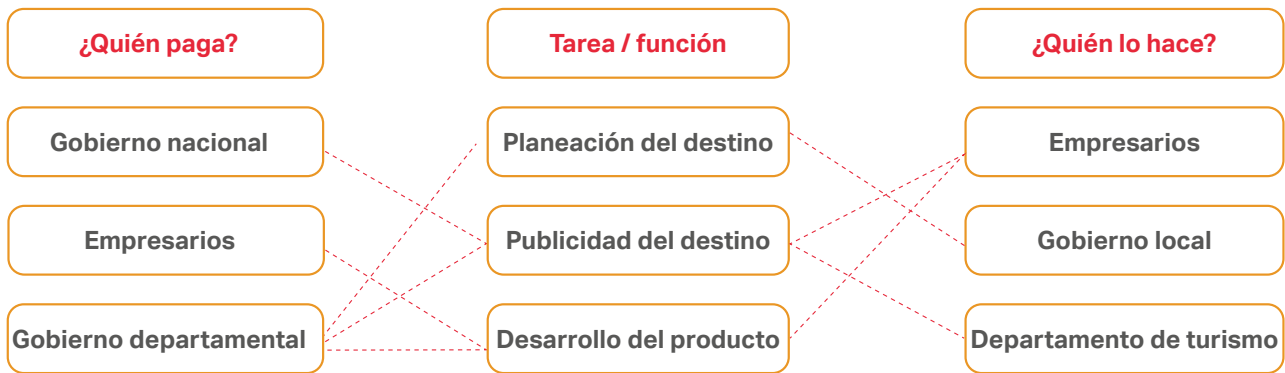 ¿Quién paga?
Tarea / función
¿Quién lo hace?
Gobierno nacional
Planeación del destino
Empresarios
Empresarios
Publicidad del destino
Gobierno local
Gobierno departamental
Desarrollo del producto
Departamento de turismo